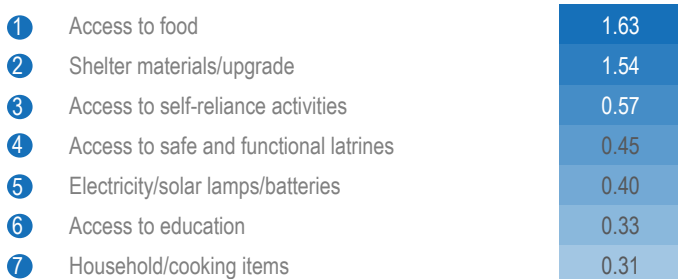 1 Access to food 1.63
2 Shelter materials/upgrade 1.54
3 Access to self-reliance activities 0.57
4 Access to safe and functional latrines 0.45
5 Electricity/solar lamps/batteries 0.40
6 Access to education 0.33
7 Household/cooking items 0.31